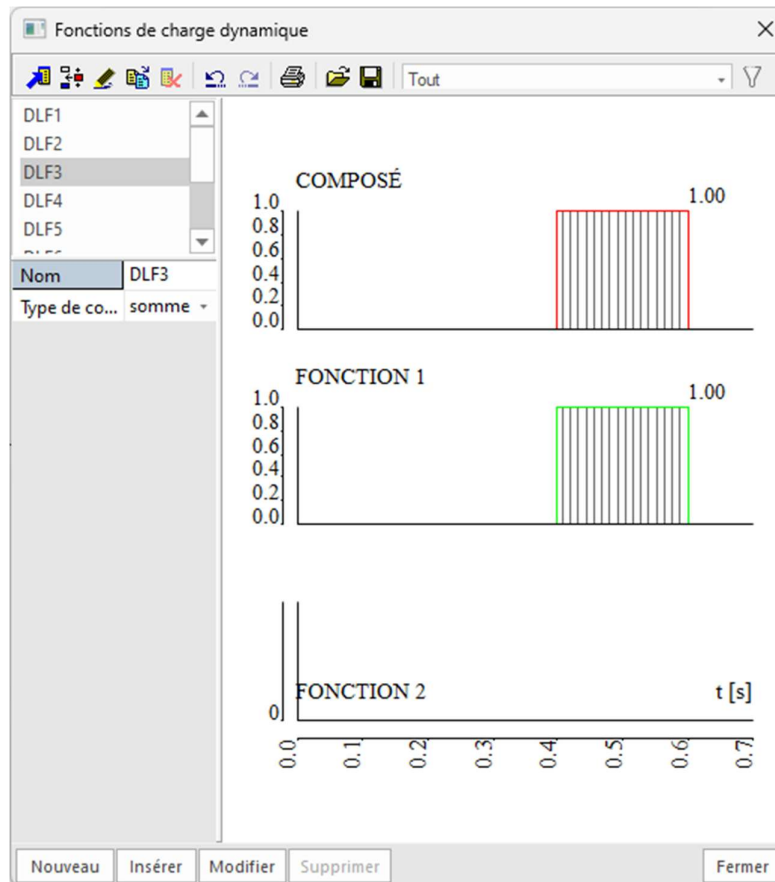 Fonctions de charge dynamique
Tout
DLF1
DLF2
DLF3
DLF4
DLF5
Nom DLF3
Type de co... somme
COMPOSÉ
1.00
1.0
0.8
0.6
0.4
0.2
0.0
FONCTION 1
1.00
1.0
0.8
0.6
0.4
0.2
0.0
FONCTION 2
t [s]
0
0.0 0.1 0.2 0.3 0.4 0.5 0.6 0.7
Nouveau Insérer Modifier Supprimer Fermer